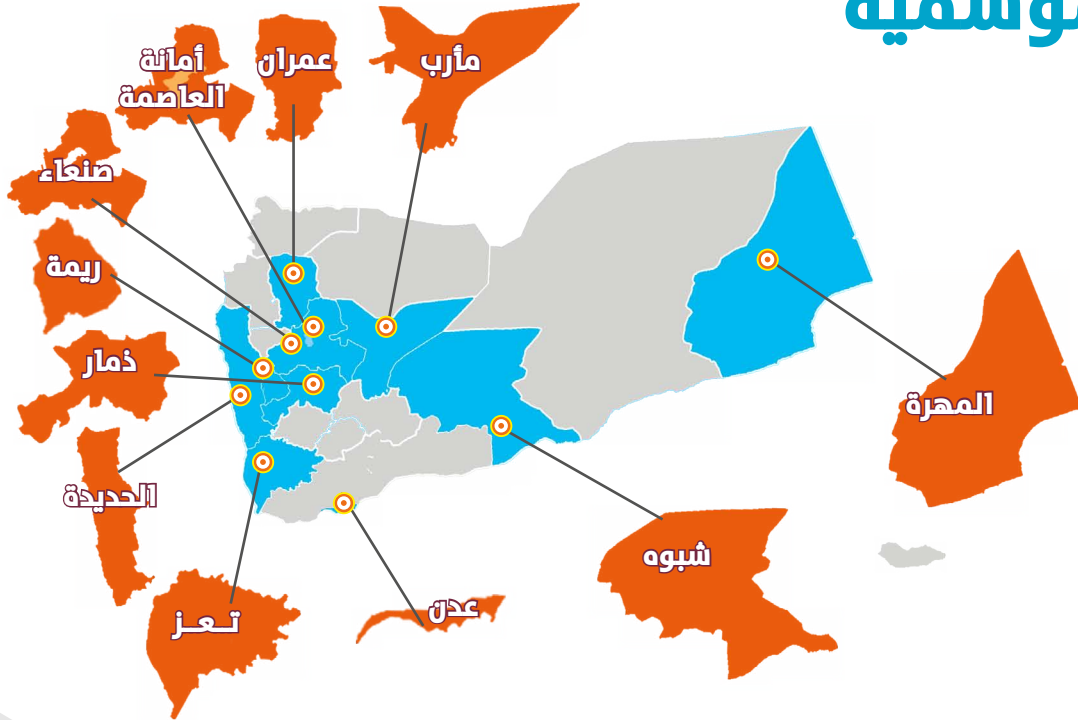 أمانة
العاصمة
عمران
مأرب
صنعاء
ريمة
ذمار
الحديدة
تـعـز
عدن
شبوه
المهرة